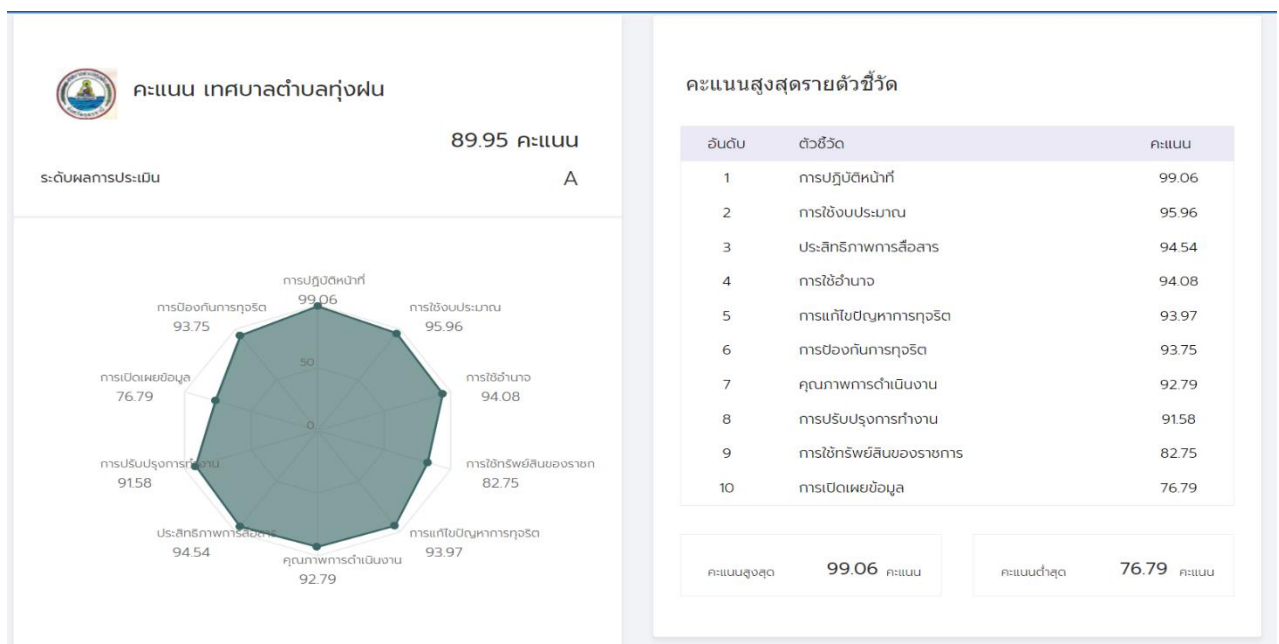 คะแนน เทศบาลตำบลทุ่งฝน
89.95 คะแนน
ระดับผลการประเมิน A
การปฏิบัติหน้าที่
99.06
การใช้งบประมาณ
95.96
การใช้อำนาจ
94.08
การใช้ทรัพย์สินของราชก
82.75
การแก้ไขปัญหาการทุจริต
93.97
คุณภาพการดำเนินงาน
92.79
ประสิทธิภาพการสื่อสาร
94.54
การปรับปรุงการทำงาน
91.58
การเปิดเผยข้อมูล
76.79
การป้องกันการทุจริต
93.75
50
0
คะแนนสูงสุดรายตัวชี้วัด
อันดับ ตัวชี้วัด คะแนน
1 การปฏิบัติหน้าที่ 99.06
2 การใช้งบประมาณ 95.96
3 ประสิทธิภาพการสื่อสาร 94.54
4 การใช้อำนาจ 94.08
5 การแก้ไขปัญหาการทุจริต 93.97
6 การป้องกันการทุจริต 93.75
7 คุณภาพการดำเนินงาน 92.79
8 การปรับปรุงการทำงาน 91.58
9 การใช้ทรัพย์สินของราชการ 82.75
10 การเปิดเผยข้อมูล 76.79
คะแนนสูงสุด 99.06 คะแนน
คะแนนต่ำสุด 76.79 คะแนน